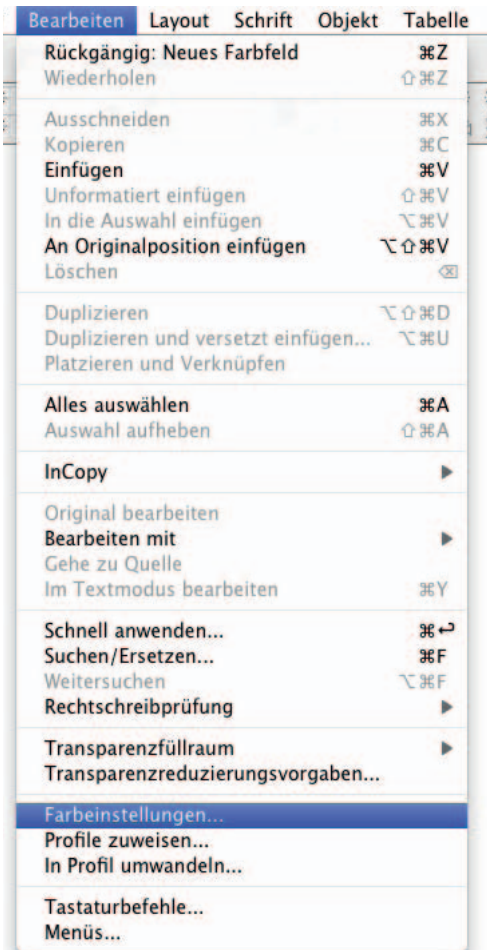 Bearbeiten Layout Schrift Objekt Tabelle
Rückgängig: Neues Farbfeld ⌘Z
Wiederholen ⇧⌘Z
Ausschneiden ⌘X
Kopieren ⌘C
Einfügen ⌘V
Unformatiert einfügen ⇧⌘V
In die Auswahl einfügen ⌥⌘V
An Originalposition einfügen ⌥⇧⌘V
Löschen ⌫
Duplizieren ⌥⇧⌘D
Duplizieren und versetzt einfügen... ⌥⌘U
Platzieren und Verknüpfen
Alles auswählen ⌘A
Auswahl aufheben ⇧⌘A
InCopy ▶
Original bearbeiten
Bearbeiten mit ▶
Gehe zu Quelle
Im Textmodus bearbeiten ⌘Y
Schnell anwenden... ⌘↩
Suchen/Ersetzen... ⌘F
Weitersuchen ⌥⌘F
Rechtschreibprüfung ▶
Transparenzfüllraum ▶
Transparenzreduzierungsvorgaben...
Farbeinstellungen...
Profile zuweisen...
In Profil umwandeln...
Tastaturbefehle...
Menüs...